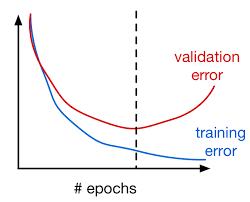 validation
error
training
error
# epochs